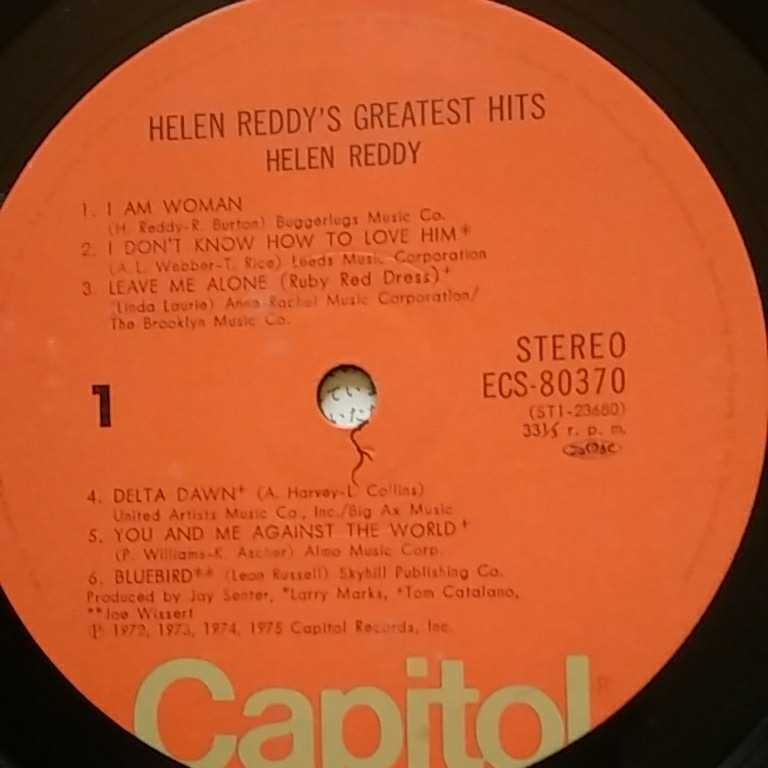 HELEN REDDY'S GREATEST HITS
HELEN REDDY
1. I AM WOMAN
(H. Reddy-R. Burton) Buggerlugs Music Co.
2. I DON'T KNOW HOW TO LOVE HIM*
(A. L. Webber-T. Rice) Leeds Music Corporation
3. LEAVE ME ALONE (Ruby Red Dress)+
(Linda Laurie) Anne Rachel Music Corporation/
The Brooklyn Music Co.
STEREO
ECS-80370
(ST1-23680)
33⅓ r. p. m.
1
4. DELTA DAWN+ (A. Harvey-L. Collins)
United Artists Music Co., Inc./Big Ax Music
5. YOU AND ME AGAINST THE WORLD+
(P. Williams-K. Ascher) Almo Music Corp.
6. BLUEBIRD** (Leon Russell) Skyhill Publishing Co.
Produced by Jay Senter, *Larry Marks, +Tom Catalano,
**Joe Wissert
℗ 1972, 1973, 1974, 1975 Capitol Records, Inc.
Capitol®